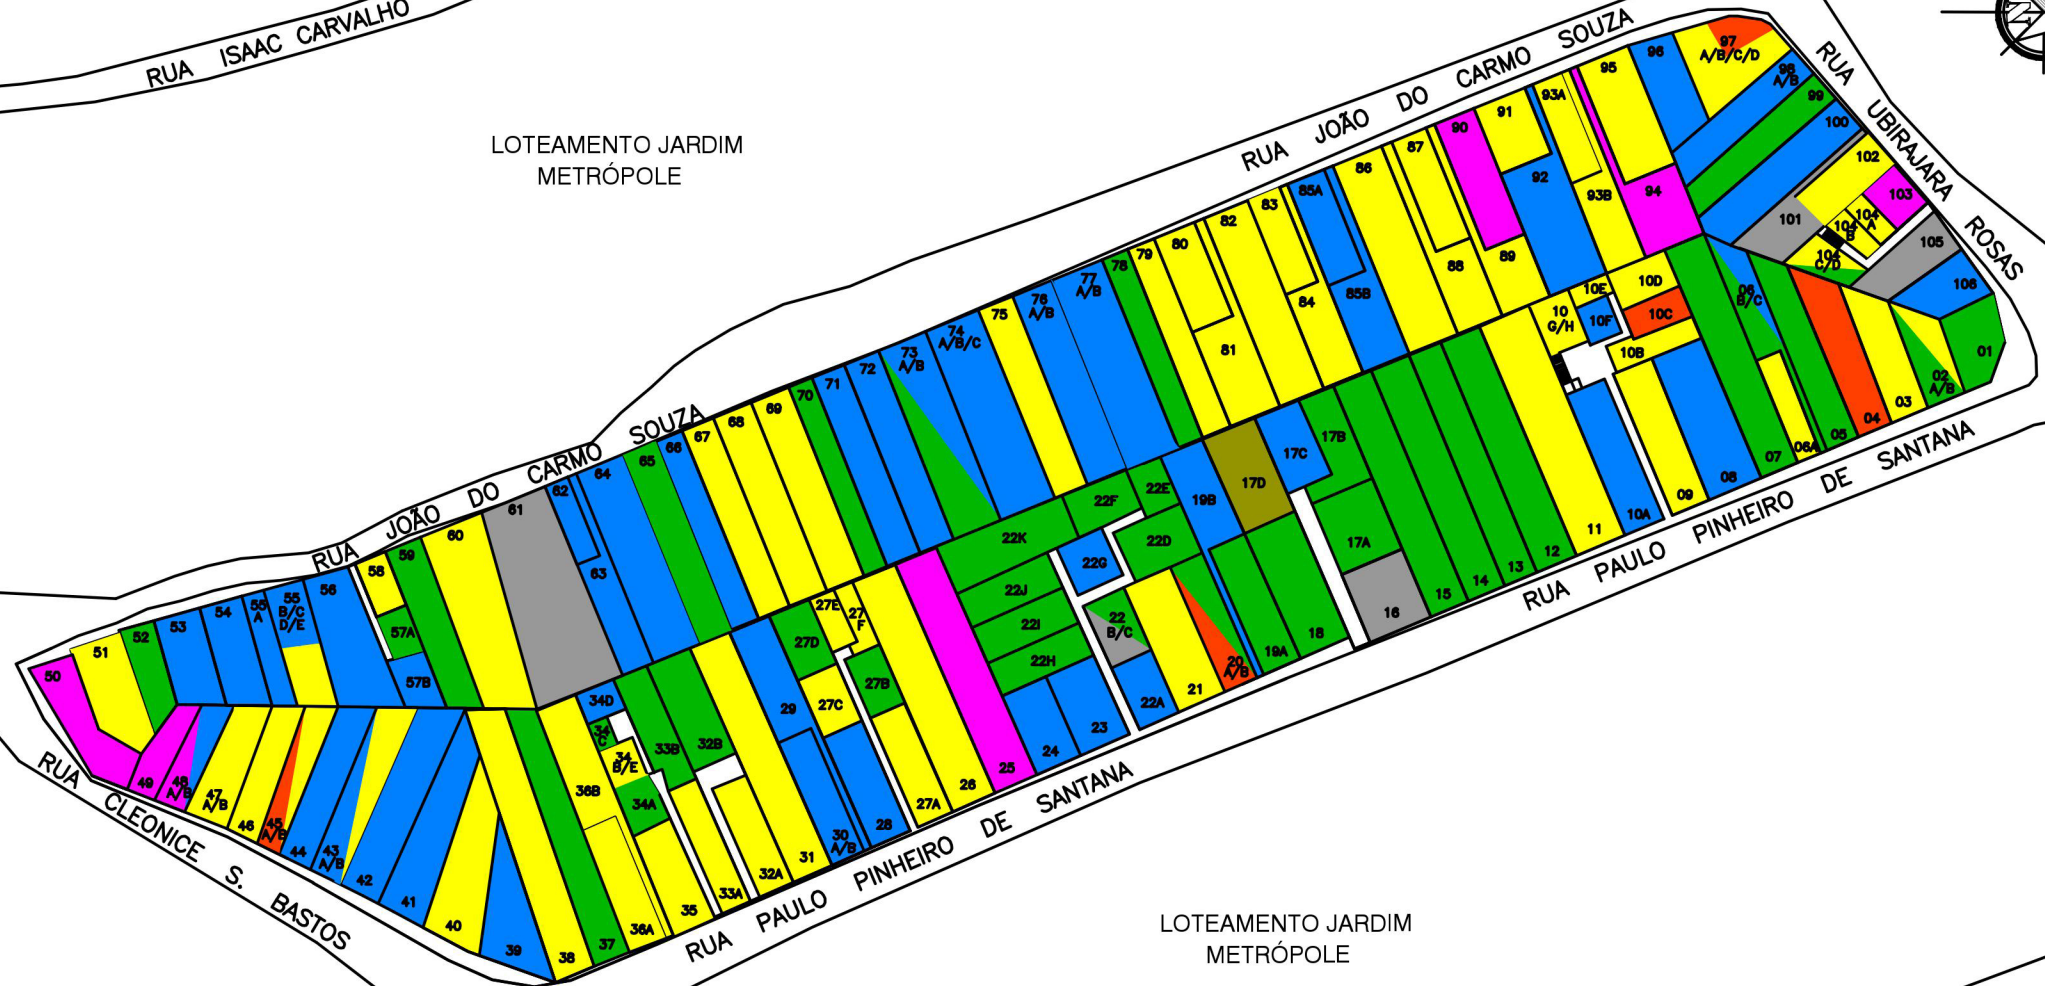 RUA ISAAC CARVALHO
LOTEAMENTO JARDIM
METRÓPOLE
RUA JOÃO DO CARMO SOUZA
RUA UBIRAJARA ROSAS
N
RUA JOÃO DO CARMO SOUZA
50
51
52
53
54
55
A
55
B/C
D/E
56
58
57A
57B
59
60
61
62
63
64
65
66
67
68
69
70
71
72
73
A/B
74
A/B/C
75
76
A/B
77
A/B
78
79
80
81
82
83
84
85A
85B
86
87
88
89
90
91
92
93A
93B
94
95
96
97
A/B/C/D
98
A/B
99
100
101
102
103
104
A
104
B
104
C/D
105
106
01
02
A/B
03
04
05
06
B/C
06A
07
08
09
10A
10B
10C
10D
10E
10F
10
G/H
11
12
13
14
15
16
17A
17B
17C
17D
18
19A
19B
20
A/B
21
22A
22
B/C
22D
22E
22F
22G
22H
22I
22J
22K
23
24
25
26
27A
27B
27C
27D
27E
27
F
28
29
30
A/B
31
32A
32B
33A
33B
34A
34
B/E
34
C
34D
35
36A
36B
37
38
39
40
41
42
43
A/B
44
45
A/B
46
47
A/B
48
A/B
49
RUA CLEONICE S. BASTOS
RUA PAULO PINHEIRO DE SANTANA
RUA PAULO PINHEIRO DE SANTANA
LOTEAMENTO JARDIM
METRÓPOLE